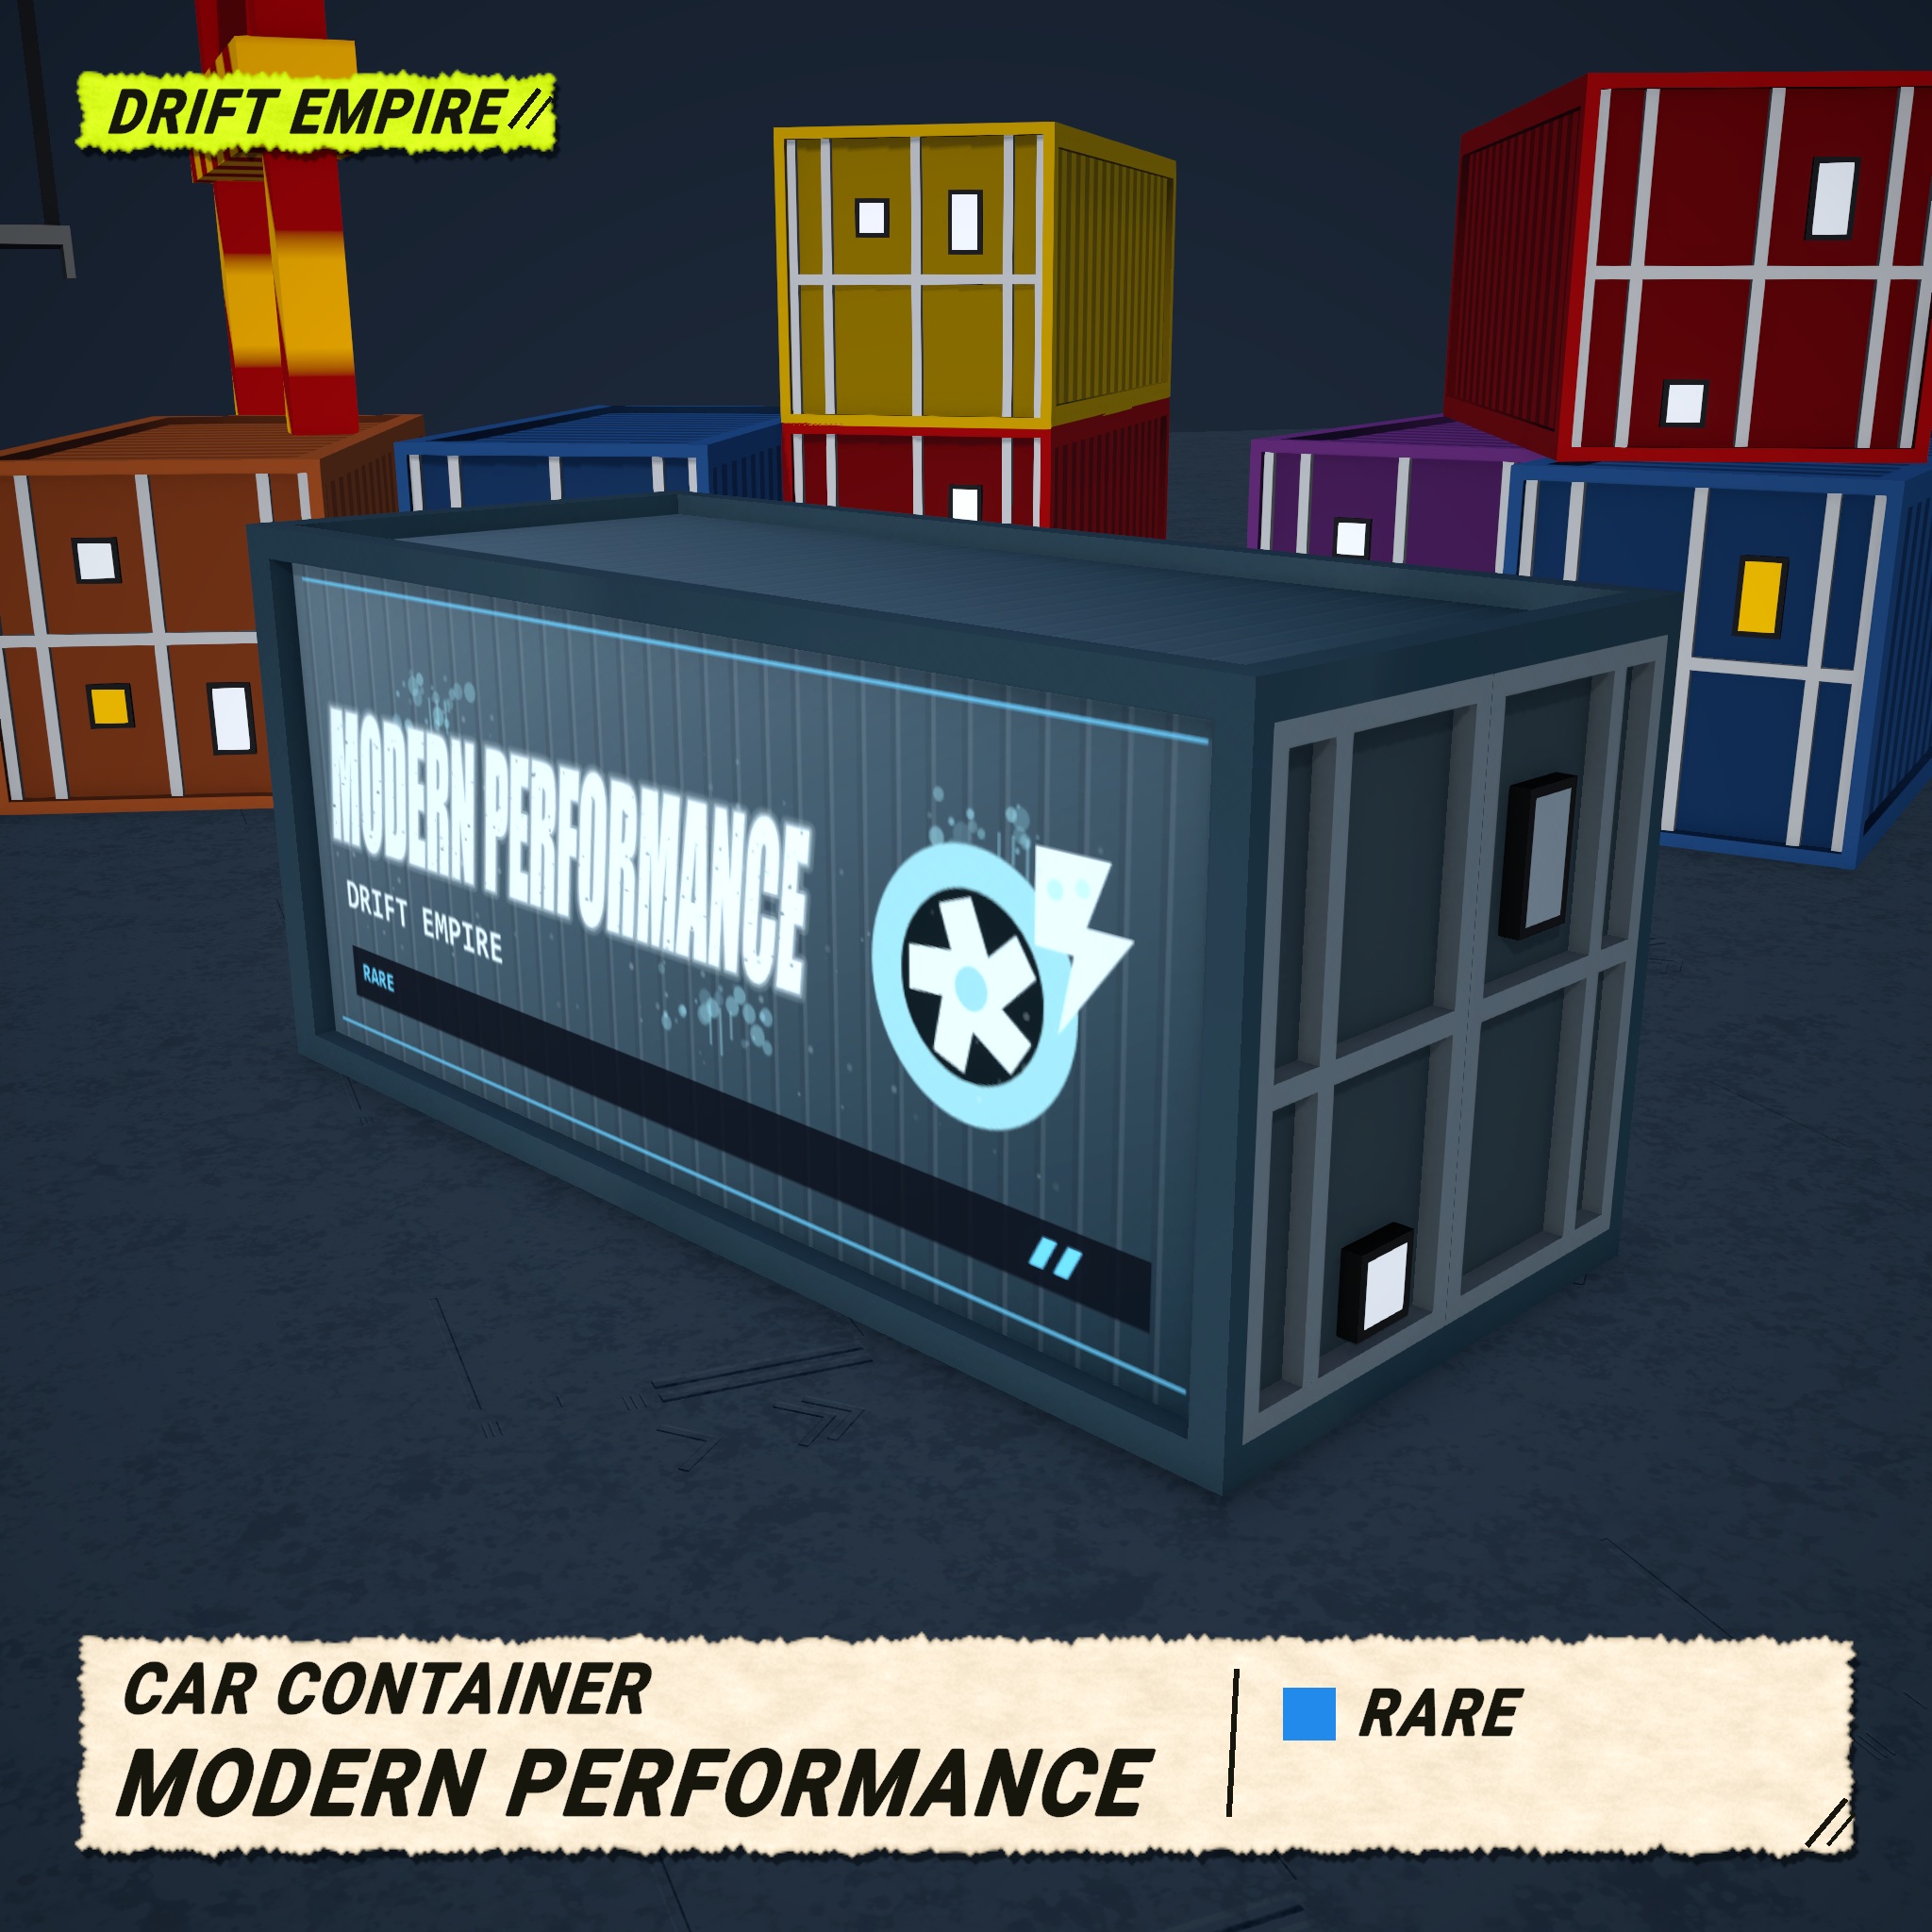 DRIFT EMPIRE//
MODERN PERFORMANCE
DRIFT EMPIRE
RARE
CAR CONTAINER
MODERN PERFORMANCE
RARE